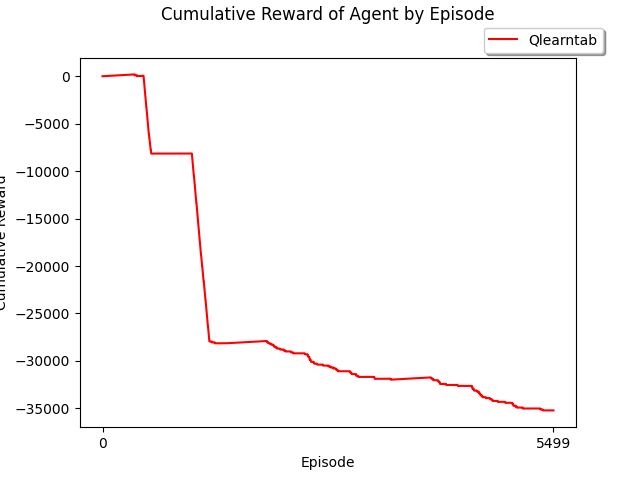 Cumulative Reward of Agent by Episode
Qlearntab
0
−5000
−10000
−15000
−20000
−25000
−30000
−35000
Cumulative Reward
0
5499
Episode